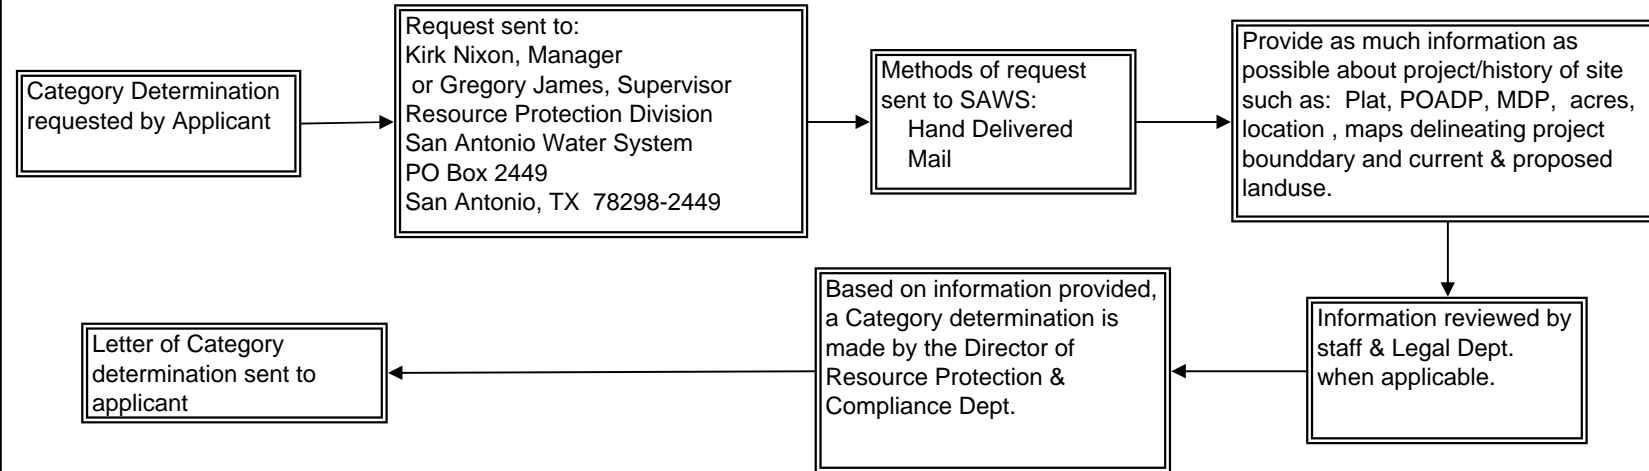 Category Determination
requested by Applicant
Request sent to:
Kirk Nixon, Manager
or Gregory James, Supervisor
Resource Protection Division
San Antonio Water System
PO Box 2449
San Antonio, TX  78298-2449
Methods of request
sent to SAWS:
Hand Delivered
Mail
Provide as much information as
possible about project/history of site
such as:  Plat, POADP, MDP,  acres,
location , maps delineating project
bounddary and current & proposed
landuse.
Information reviewed by
staff & Legal Dept.
when applicable.
Based on information provided,
a Category determination is
made by the Director of
Resource Protection &
Compliance Dept.
Letter of Category
determination sent to
applicant